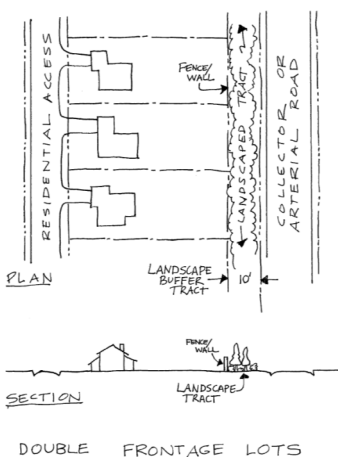 RESIDENTIAL ACCESS
FENCE/
WALL
LANDSCAPED TRACT
COLLECTOR OR
ARTERIAL ROAD
PLAN
LANDSCAPE
BUFFER
TRACT
10'
FENCE/
WALL
LANDSCAPE
TRACT
SECTION
DOUBLE FRONTAGE LOTS